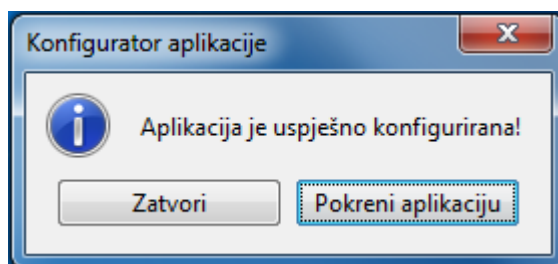 Konfigurator aplikacije
Aplikacija je uspješno konfigurirana!
Zatvori
Pokreni aplikaciju